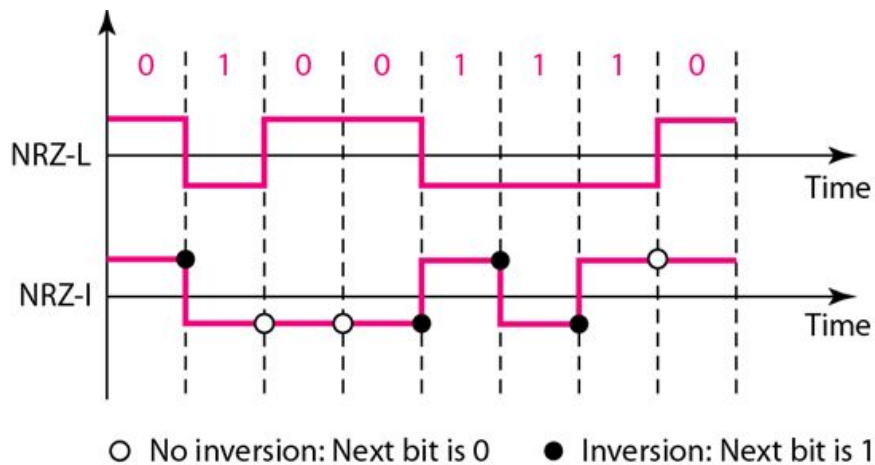 0 1 0 0 1 1 1 0
NRZ-L
Time
NRZ-I
Time
No inversion: Next bit is 0 Inversion: Next bit is 1